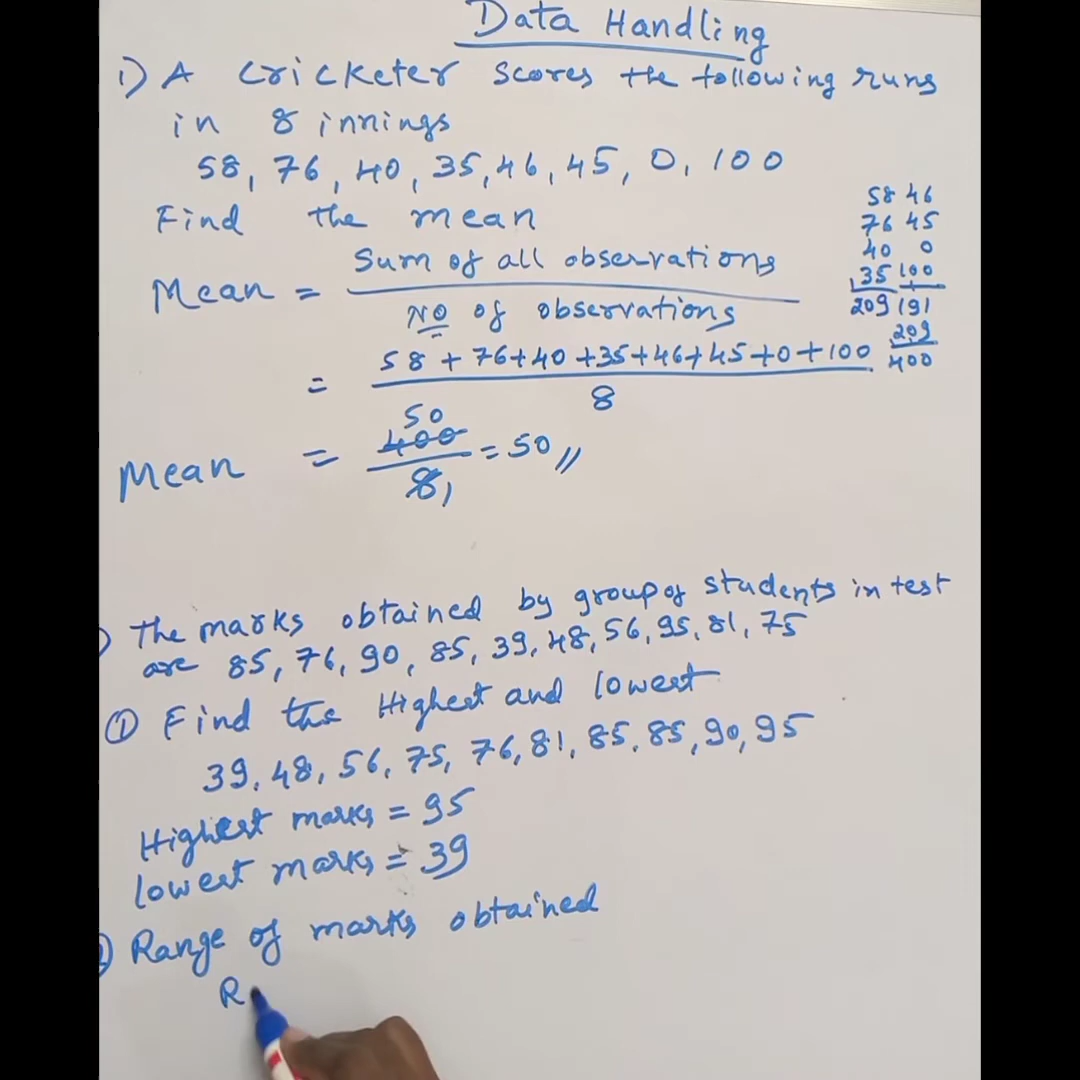 Data Handling
1) A cricketer scores the following runs
in 8 innings
58, 76, 40, 35, 46, 45, 0, 100
Find the mean
58 46
76 45
40 0
35 100
209 191
209
400
Mean = Sum of all observations
No of observations
= 58 + 76 + 40 + 35 + 46 + 45 + 0 + 100
8
50
Mean = 400 = 50 //
8 1
) The marks obtained by group of students in test
are 85, 76, 90, 85, 39, 48, 56, 95, 81, 75
① Find the Highest and lowest
39, 48, 56, 75, 76, 81, 85, 85, 90, 95
Highest marks = 95
lowest marks = 39
) Range of marks obtained
R